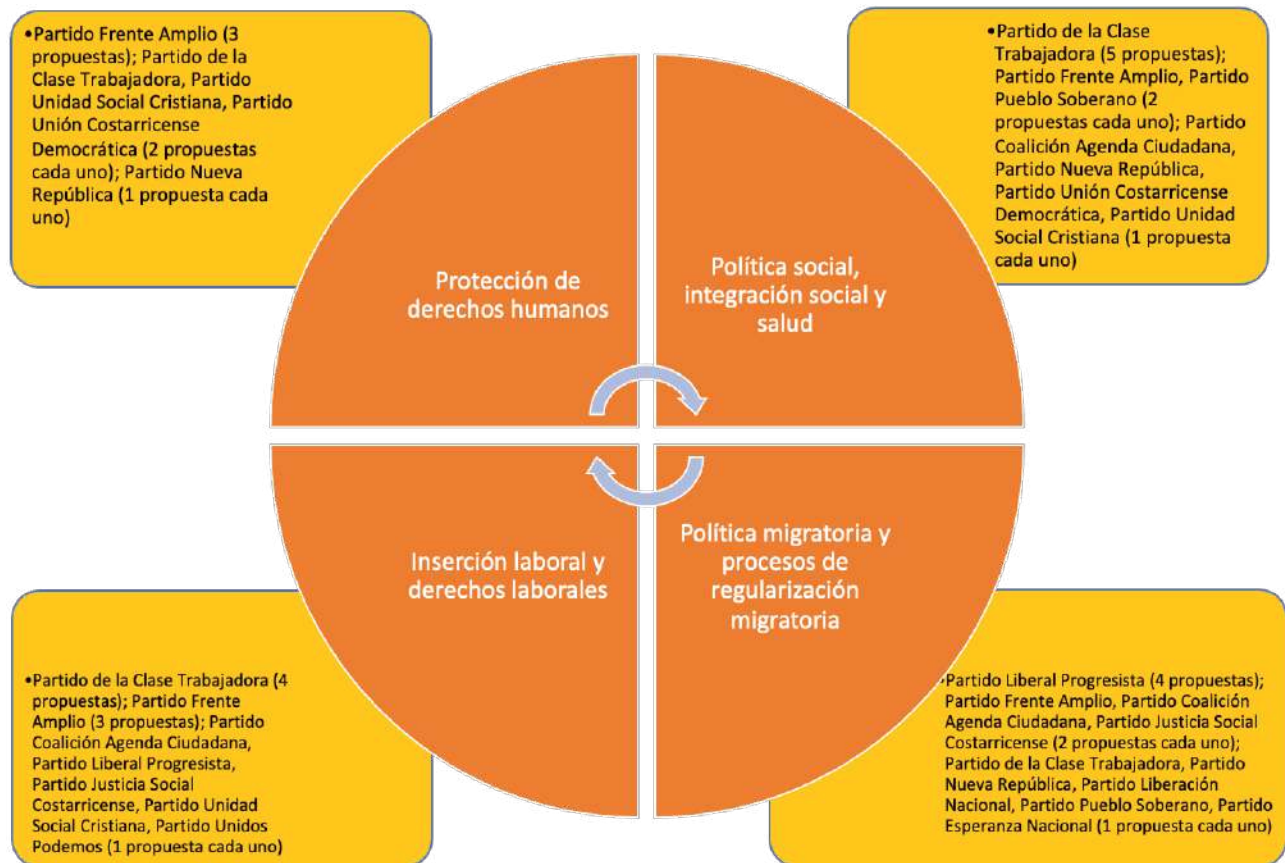 •Partido Frente Amplio (3
propuestas); Partido de la
Clase Trabajadora, Partido
Unidad Social Cristiana, Partido
Unión Costarricense
Democrática (2 propuestas
cada uno); Partido Nueva
República (1 propuesta cada
uno)
•Partido de la Clase
Trabajadora (5 propuestas);
Partido Frente Amplio, Partido
Pueblo Soberano (2
propuestas cada uno); Partido
Coalición Agenda Ciudadana,
Partido Nueva República,
Partido Unión Costarricense
Democrática, Partido Unidad
Social Cristiana (1 propuesta
cada uno)
Protección de
derechos humanos
Política social,
integración social y
salud
Inserción laboral y
derechos laborales
Política migratoria y
procesos de
regularización
migratoria
•Partido de la Clase Trabajadora (4
propuestas); Partido Frente
Amplio (3 propuestas); Partido
Coalición Agenda Ciudadana,
Partido Liberal Progresista,
Partido Justicia Social
Costarricense, Partido Unidad
Social Cristiana, Partido Unidos
Podemos (1 propuesta cada uno)
•Partido Liberal Progresista (4 propuestas);
Partido Frente Amplio, Partido Coalición
Agenda Ciudadana, Partido Justicia Social
Costarricense (2 propuestas cada uno);
Partido de la Clase Trabajadora, Partido
Nueva República, Partido Liberación
Nacional, Partido Pueblo Soberano, Partido
Esperanza Nacional (1 propuesta cada uno)